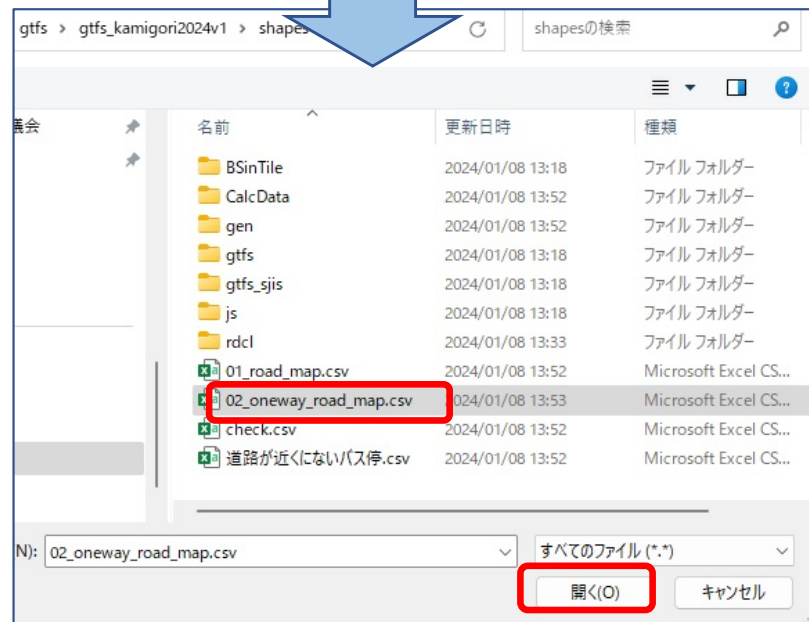 gtfs > gtfs_kamigori2024v1 > shapes
shapesの検索
議会
名前 更新日時 種類
BSinTile 2024/01/08 13:18 ファイル フォルダー
CalcData 2024/01/08 13:52 ファイル フォルダー
gen 2024/01/08 13:52 ファイル フォルダー
gtfs 2024/01/08 13:18 ファイル フォルダー
gtfs_sjis 2024/01/08 13:18 ファイル フォルダー
js 2024/01/08 13:18 ファイル フォルダー
rdcl 2024/01/08 13:33 ファイル フォルダー
01_road_map.csv 2024/01/08 13:52 Microsoft Excel CS...
02_oneway_road_map.csv 2024/01/08 13:53 Microsoft Excel CS...
check.csv 2024/01/08 13:52 Microsoft Excel CS...
道路が近くにないバス停.csv 2024/01/08 13:52 Microsoft Excel CS...
N): 02_oneway_road_map.csv すべてのファイル (*.*)
開く(O) キャンセル